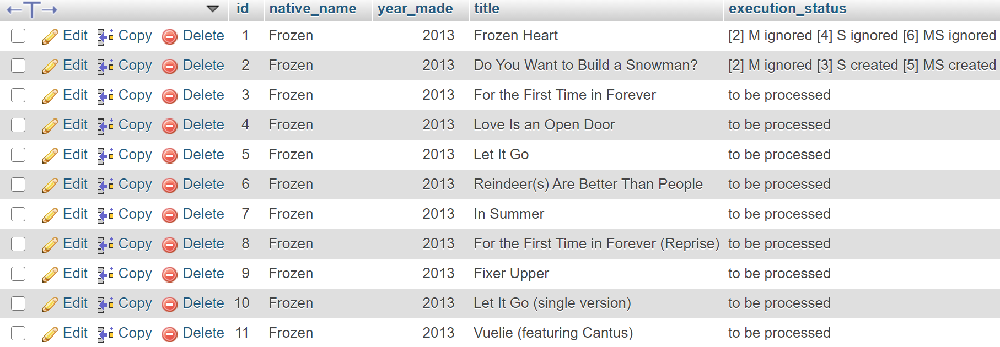 id native_name year_made title execution_status
Edit Copy Delete 1 Frozen 2013 Frozen Heart [2] M ignored [4] S ignored [6] MS ignored
Edit Copy Delete 2 Frozen 2013 Do You Want to Build a Snowman? [2] M ignored [3] S created [5] MS created
Edit Copy Delete 3 Frozen 2013 For the First Time in Forever to be processed
Edit Copy Delete 4 Frozen 2013 Love Is an Open Door to be processed
Edit Copy Delete 5 Frozen 2013 Let It Go to be processed
Edit Copy Delete 6 Frozen 2013 Reindeer(s) Are Better Than People to be processed
Edit Copy Delete 7 Frozen 2013 In Summer to be processed
Edit Copy Delete 8 Frozen 2013 For the First Time in Forever (Reprise) to be processed
Edit Copy Delete 9 Frozen 2013 Fixer Upper to be processed
Edit Copy Delete 10 Frozen 2013 Let It Go (single version) to be processed
Edit Copy Delete 11 Frozen 2013 Vuelie (featuring Cantus) to be processed